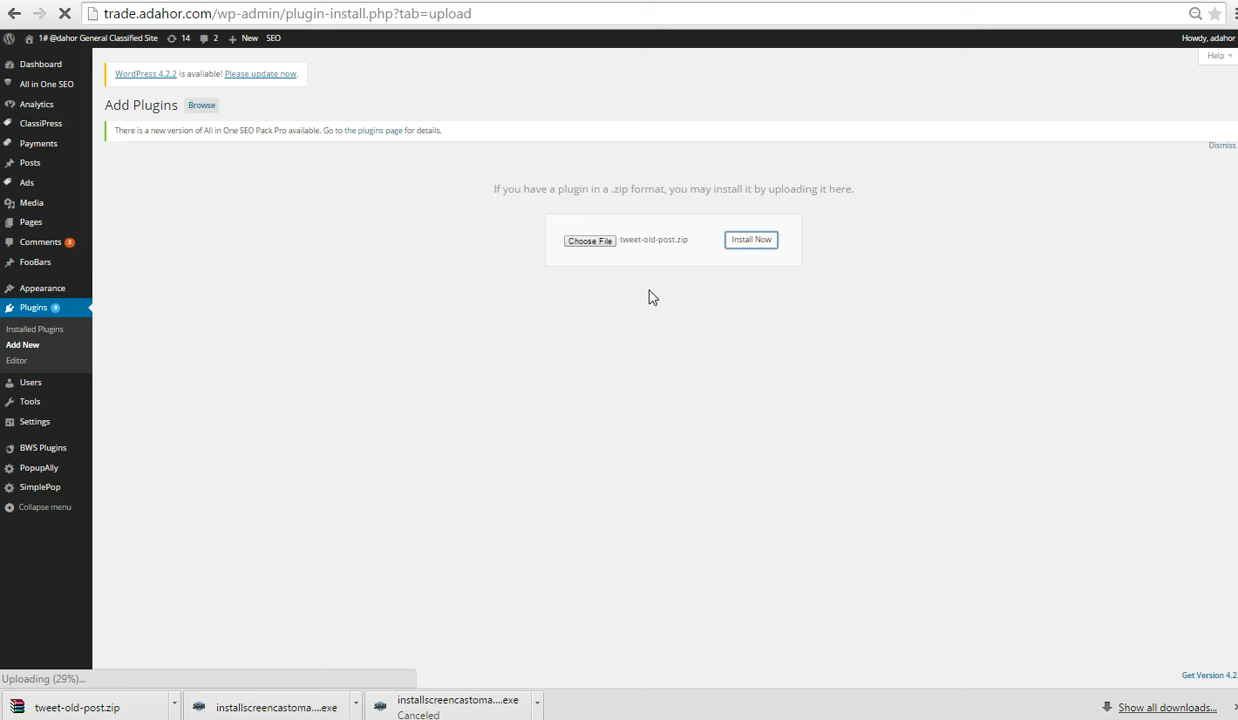 trade.adahor.com/wp-admin/plugin-install.php?tab=upload
1# @dahor General Classified Site 14 2 New SEO Howdy, adahor
Help
WordPress 4.2.2 is available! Please update now.
Add Plugins Browse
There is a new version of All in One SEO Pack Pro available. Go to the plugins page for details.
Dismiss
If you have a plugin in a .zip format, you may install it by uploading it here.
Choose File tweet-old-post.zip Install Now
Dashboard
All in One SEO
Analytics
ClassiPress
Payments
Posts
Ads
Media
Pages
Comments 2
FooBars
Appearance
Plugins
Installed Plugins
Add New
Editor
Users
Tools
Settings
BWS Plugins
PopupAlly
SimplePop
Collapse menu
Get Version 4.2.
Uploading (29%)...
tweet-old-post.zip
installscreencastoma....exe
installscreencastoma....exe
Canceled
Show all downloads...